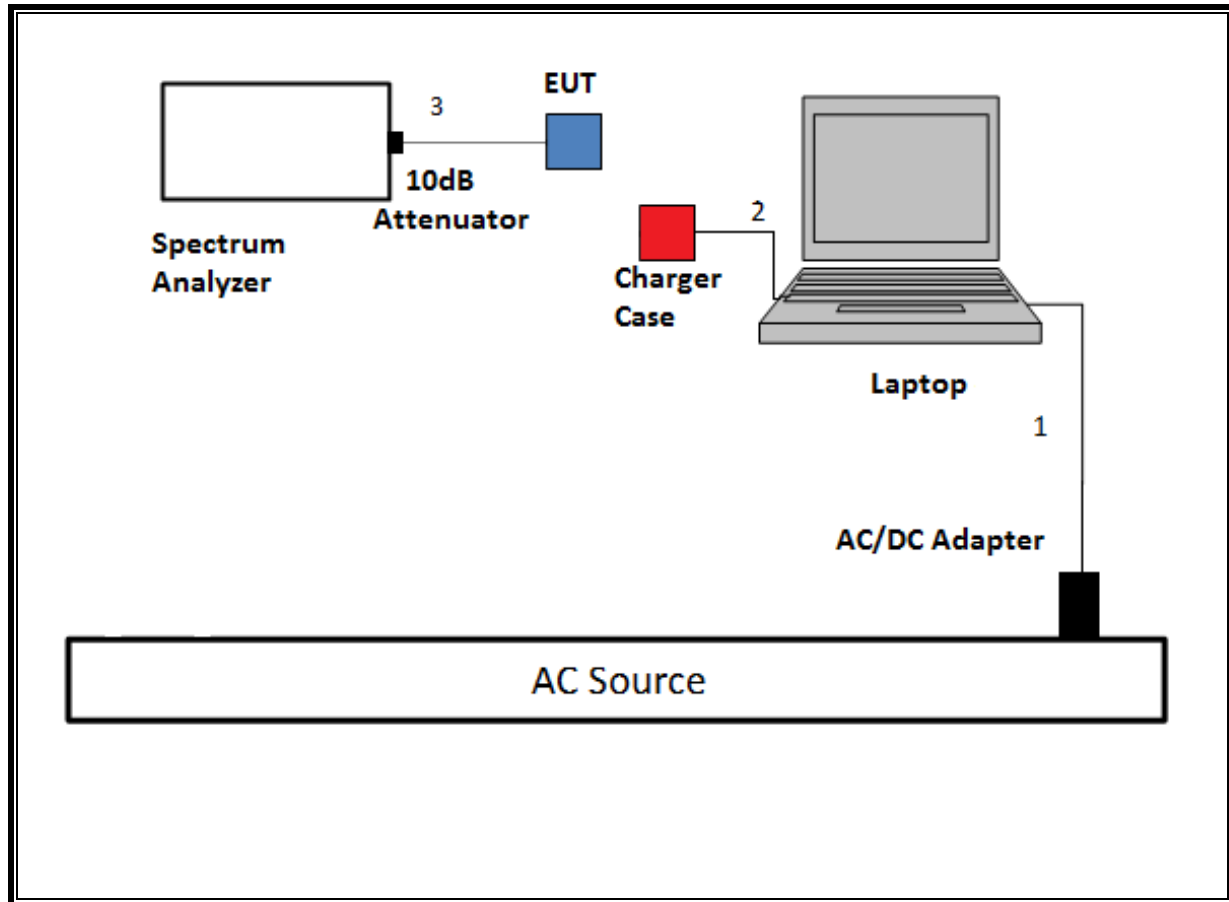 EUT
3
10dB
Attenuator
Spectrum
Analyzer
2
Charger
Case
Laptop
1
AC/DC Adapter
AC Source